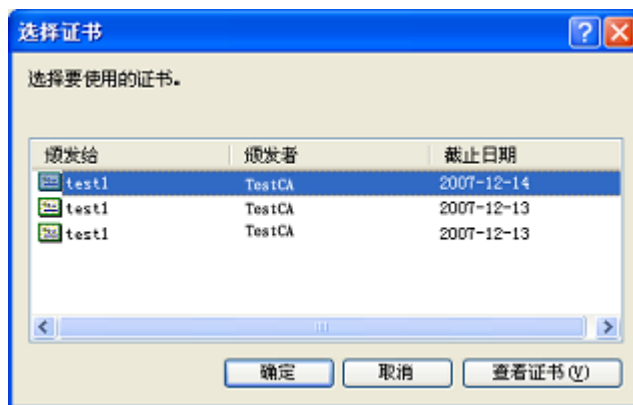 选择证书
选择要使用的证书。
颁发给 颁发者 截止日期
test1 TestCA 2007-12-14
test1 TestCA 2007-12-13
test1 TestCA 2007-12-13
确定 取消 查看证书(V)